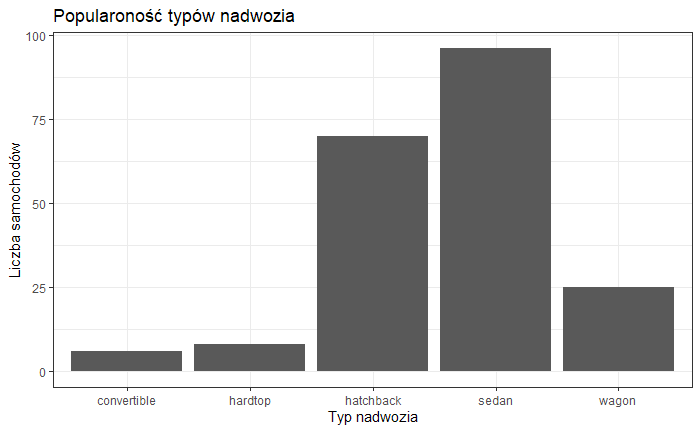 Popularoność typów nadwozia
100
75
50
25
0
Liczba samochodów
convertible hardtop hatchback sedan wagon
Typ nadwozia